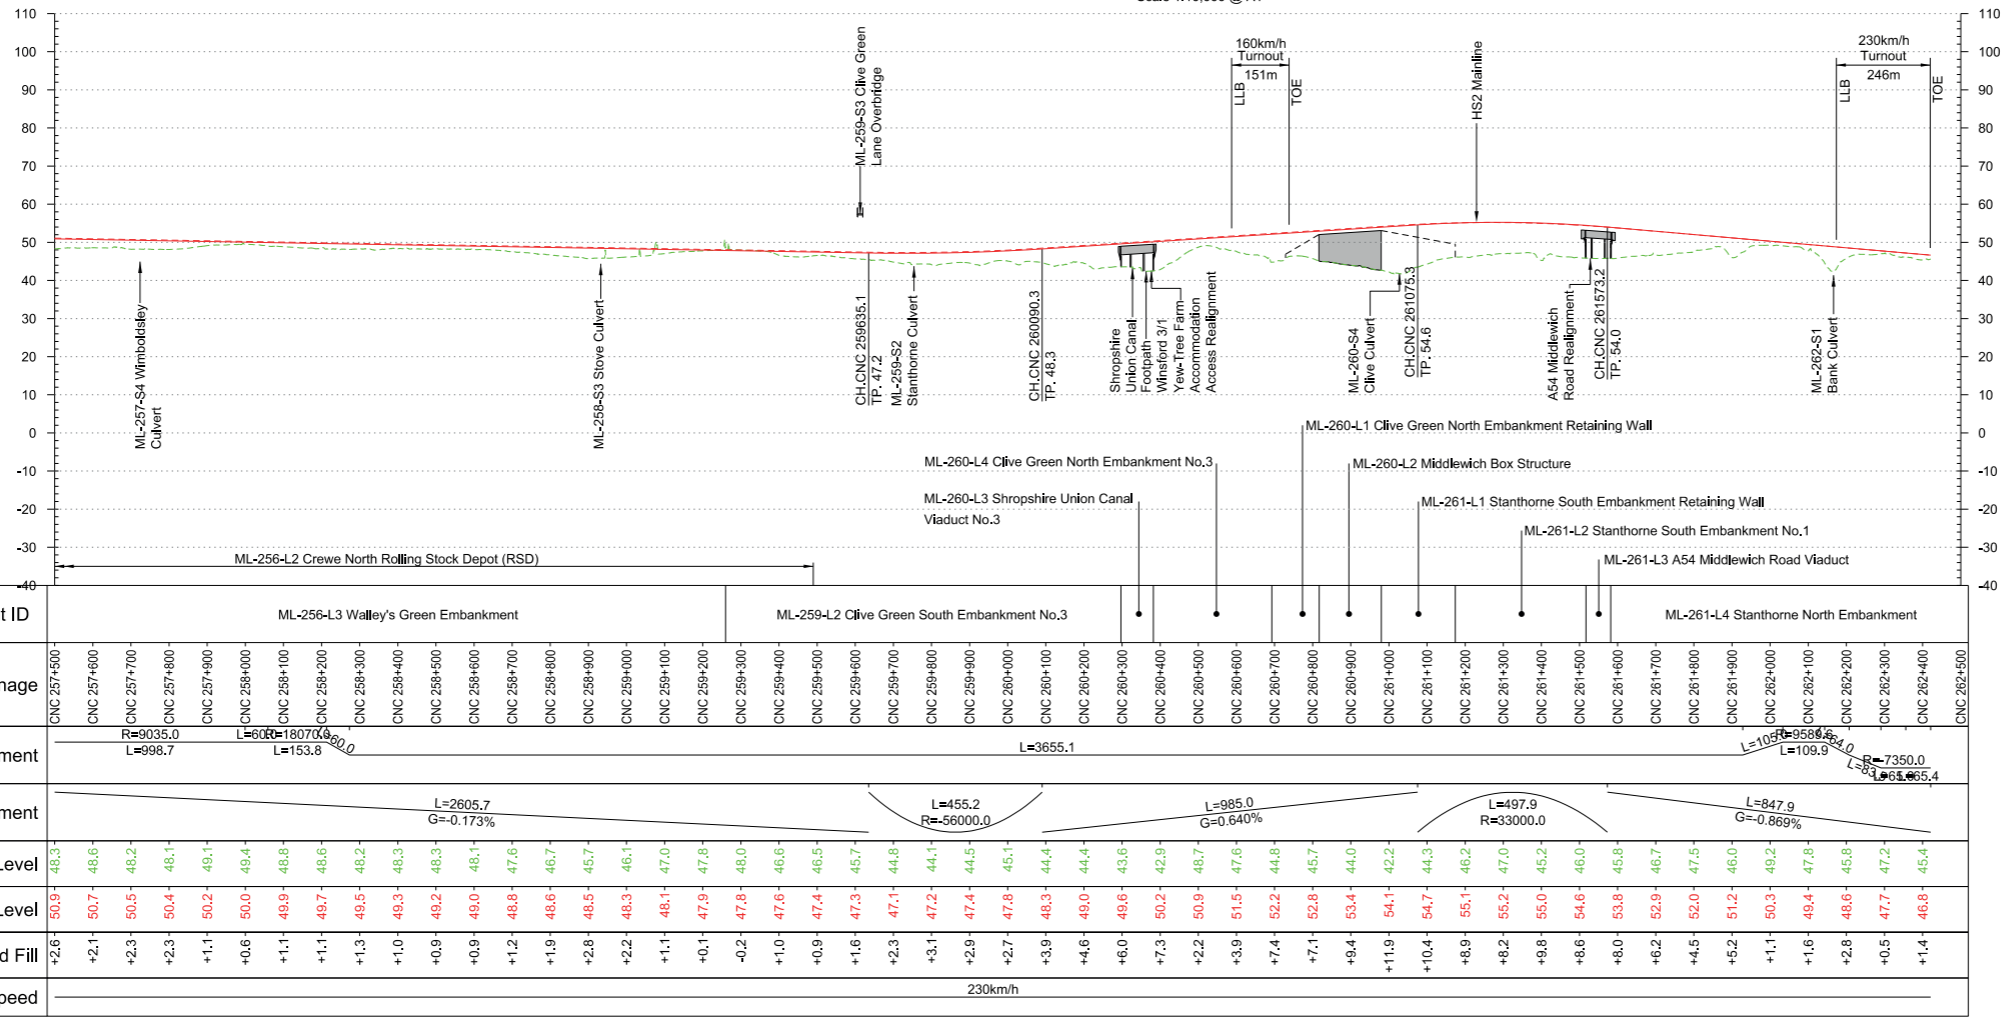 110
100
90
80
70
60
50
40
30
20
10
0
-10
-20
-30
-40
110
100
90
80
70
60
50
40
30
20
10
0
-10
-20
-30
-40
ML-259-S3 Clive Green
Lane Overbridge
160km/h
Turnout
151m
LLB
TOE
HS2 Mainline
230km/h
Turnout
246m
LLB
TOE
ML-257-S4 Wimboldsley
Culvert
ML-258-S3 Stove Culvert
CH.CNC 259635.1
TP. 47.2
ML-259-S2
Stanthorne Culvert
CH.CNC 260090.3
TP. 48.3
Shropshire
Union Canal
Footpath
Winsford 3/1
Yew-Tree Farm
Accommodation
Access Realignment
ML-260-S4
Clive Culvert
CH.CNC 261075.3
TP. 54.6
A54 Middlewich
Road Realignment
CH.CNC 261573.2
TP. 54.0
ML-262-S1
Bank Culvert
ML-260-L1 Clive Green North Embankment Retaining Wall
ML-260-L4 Clive Green North Embankment No.3
ML-260-L2 Middlewich Box Structure
ML-260-L3 Shropshire Union Canal
Viaduct No.3
ML-261-L1 Stanthorne South Embankment Retaining Wall
ML-261-L2 Stanthorne South Embankment No.1
ML-256-L2 Crewe North Rolling Stock Depot (RSD)
ML-261-L3 A54 Middlewich Road Viaduct
t ID
ML-256-L3 Walley's Green Embankment
ML-259-L2 Clive Green South Embankment No.3
ML-261-L4 Stanthorne North Embankment
nage
CNC 257+500
CNC 257+600
CNC 257+700
CNC 257+800
CNC 257+900
CNC 258+000
CNC 258+100
CNC 258+200
CNC 258+300
CNC 258+400
CNC 258+500
CNC 258+600
CNC 258+700
CNC 258+800
CNC 258+900
CNC 259+000
CNC 259+100
CNC 259+200
CNC 259+300
CNC 259+400
CNC 259+500
CNC 259+600
CNC 259+700
CNC 259+800
CNC 259+900
CNC 260+000
CNC 260+100
CNC 260+200
CNC 260+300
CNC 260+400
CNC 260+500
CNC 260+600
CNC 260+700
CNC 260+800
CNC 260+900
CNC 261+000
CNC 261+100
CNC 261+200
CNC 261+300
CNC 261+400
CNC 261+500
CNC 261+600
CNC 261+700
CNC 261+800
CNC 261+900
CNC 262+000
CNC 262+100
CNC 262+200
CNC 262+300
CNC 262+400
CNC 262+500
ment
R=9035.0
L=998.7
L=60.0
R=18070.0
L=153.8
L=60.0
L=3655.1
R=9589.6
L=109.9
R=-7350.0
ment
L=2605.7
G=-0.173%
L=455.2
R=-56000.0
L=985.0
G=0.640%
L=497.9
R=33000.0
L=847.9
G=-0.869%
Level
48.3 48.6 48.2 48.1 49.1 49.4 48.8 48.6 48.2 48.3 48.3 48.1 47.6 46.7 45.7 46.1 47.0 47.8 48.0 46.6 46.5 45.7 44.8 44.1 44.5 45.1 44.4 44.4 43.6 42.9 48.7 47.6 44.8 45.7 44.0 42.2 44.3 46.2 47.0 45.2 46.0 45.8 46.7 47.5 46.0 49.2 47.8 45.8 47.2 45.4
Level
50.9 50.7 50.5 50.4 50.2 50.0 49.9 49.7 49.5 49.3 49.2 49.0 48.8 48.6 48.5 48.3 48.1 47.9 47.8 47.6 47.4 47.3 47.1 47.2 47.4 47.8 48.3 49.0 49.6 50.2 50.9 51.5 52.2 52.8 53.4 54.1 54.7 55.1 55.2 55.0 54.6 53.8 52.9 52.0 51.2 50.3 49.4 48.6 47.7 46.8
d Fill
+2.6 +2.1 +2.3 +2.3 +1.1 +0.6 +1.1 +1.1 +1.3 +1.0 +0.9 +0.9 +1.2 +1.9 +2.8 +2.2 +1.1 +0.1 -0.2 +1.0 +0.9 +1.6 +2.3 +3.1 +2.9 +2.7 +3.9 +4.6 +6.0 +7.3 +2.2 +3.9 +7.4 +7.1 +9.4 +11.9 +10.4 +8.9 +8.2 +9.8 +8.6 +8.0 +6.2 +4.5 +5.2 +1.1 +1.6 +2.8 +0.5 +1.4
peed
230km/h